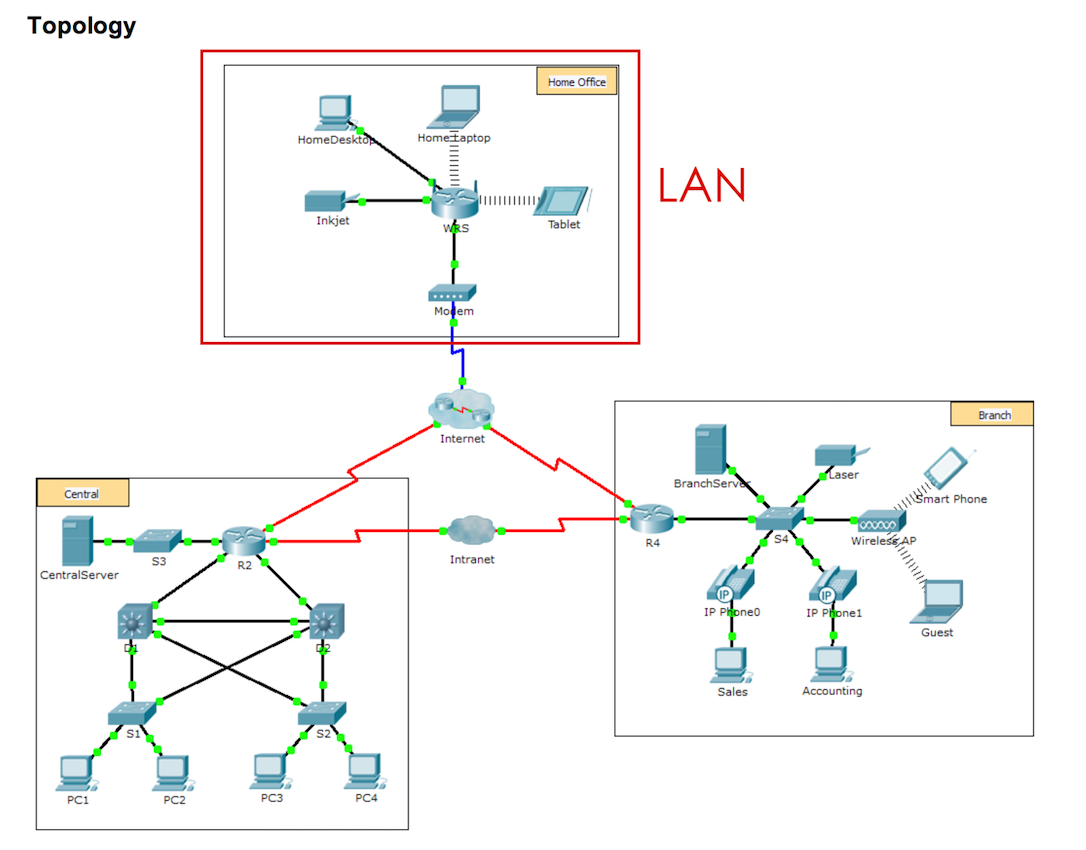 Topology
Home Office
HomeDesktop
Home Laptop
LAN
Inkjet
WRS
Tablet
Modem
Internet
Branch
BranchServer
Laser
Smart Phone
Central
CentralServer
S3
R2
Intranet
R4
S4
Wireless AP
IP
IP Phone0
IP
IP Phone1
Guest
D1
D2
Sales
Accounting
S1
S2
PC1
PC2
PC3
PC4